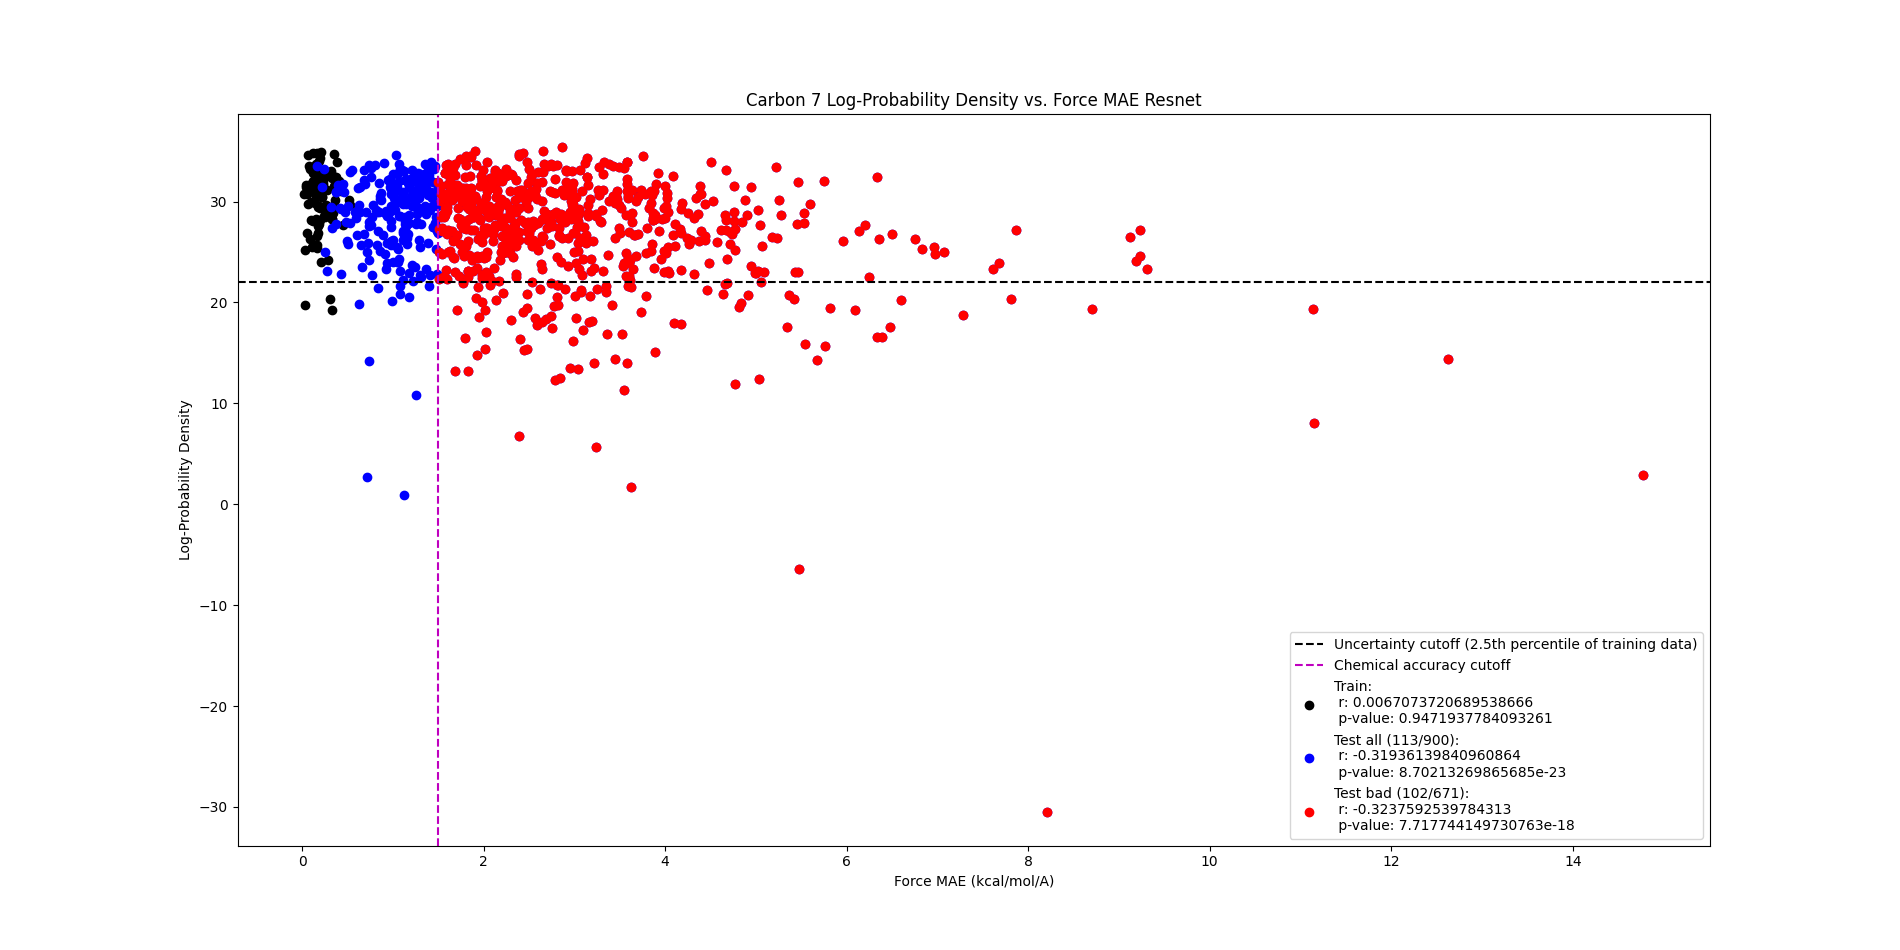 Carbon 7 Log-Probability Density vs. Force MAE Resnet
Log-Probability Density
30
20
10
0
−10
−20
−30
0 2 4 6 8 10 12 14
Force MAE (kcal/mol/A)
Uncertainty cutoff (2.5th percentile of training data)
Chemical accuracy cutoff
Train:
r: 0.0067073720689538666
p-value: 0.9471937784093261
Test all (113/900):
r: -0.31936139840960864
p-value: 8.70213269865685e-23
Test bad (102/671):
r: -0.3237592539784313
p-value: 7.717744149730763e-18